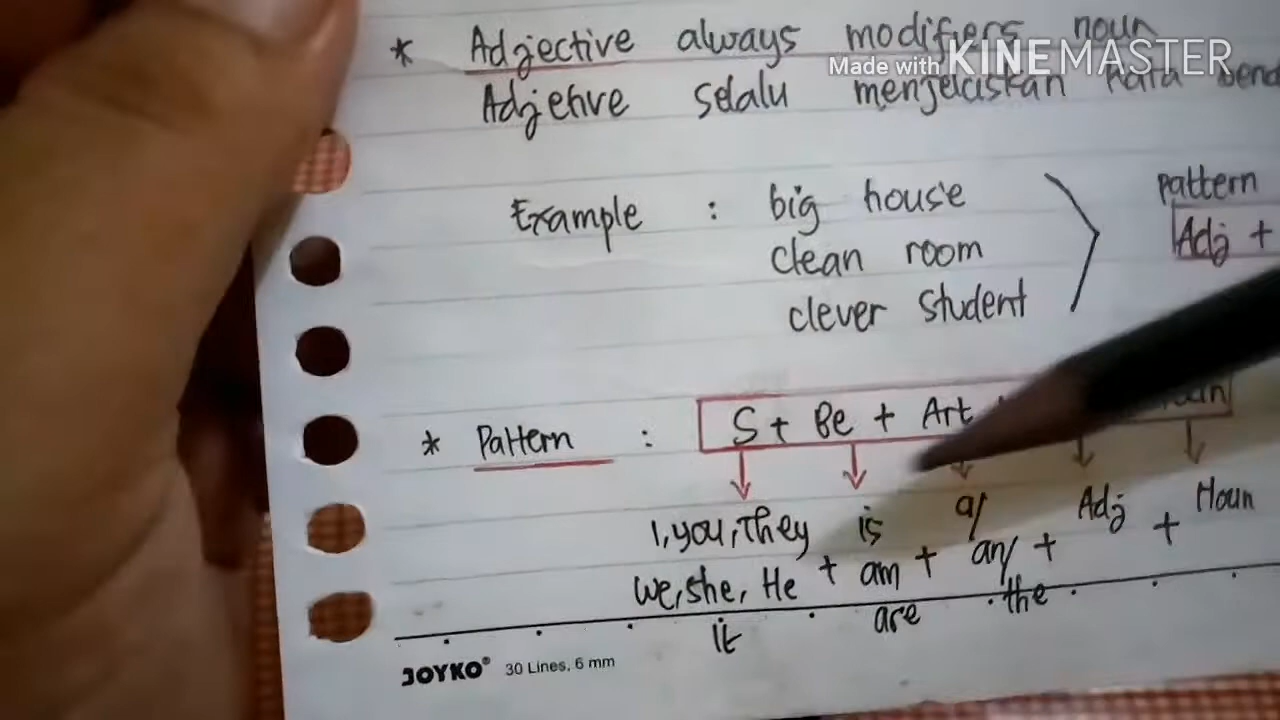 * Adjective always modifiers noun
Made with KINEMASTER
Adjetive selalu menjelaskan kata bend
Example : big house
clean room
clever student
pattern
Adj +
* Pattern : S + Be + Art
I, you, They is a/ Adj + Noun
we, she, He + am + an/ +
it are the
JOYKO® 30 Lines, 6 mm